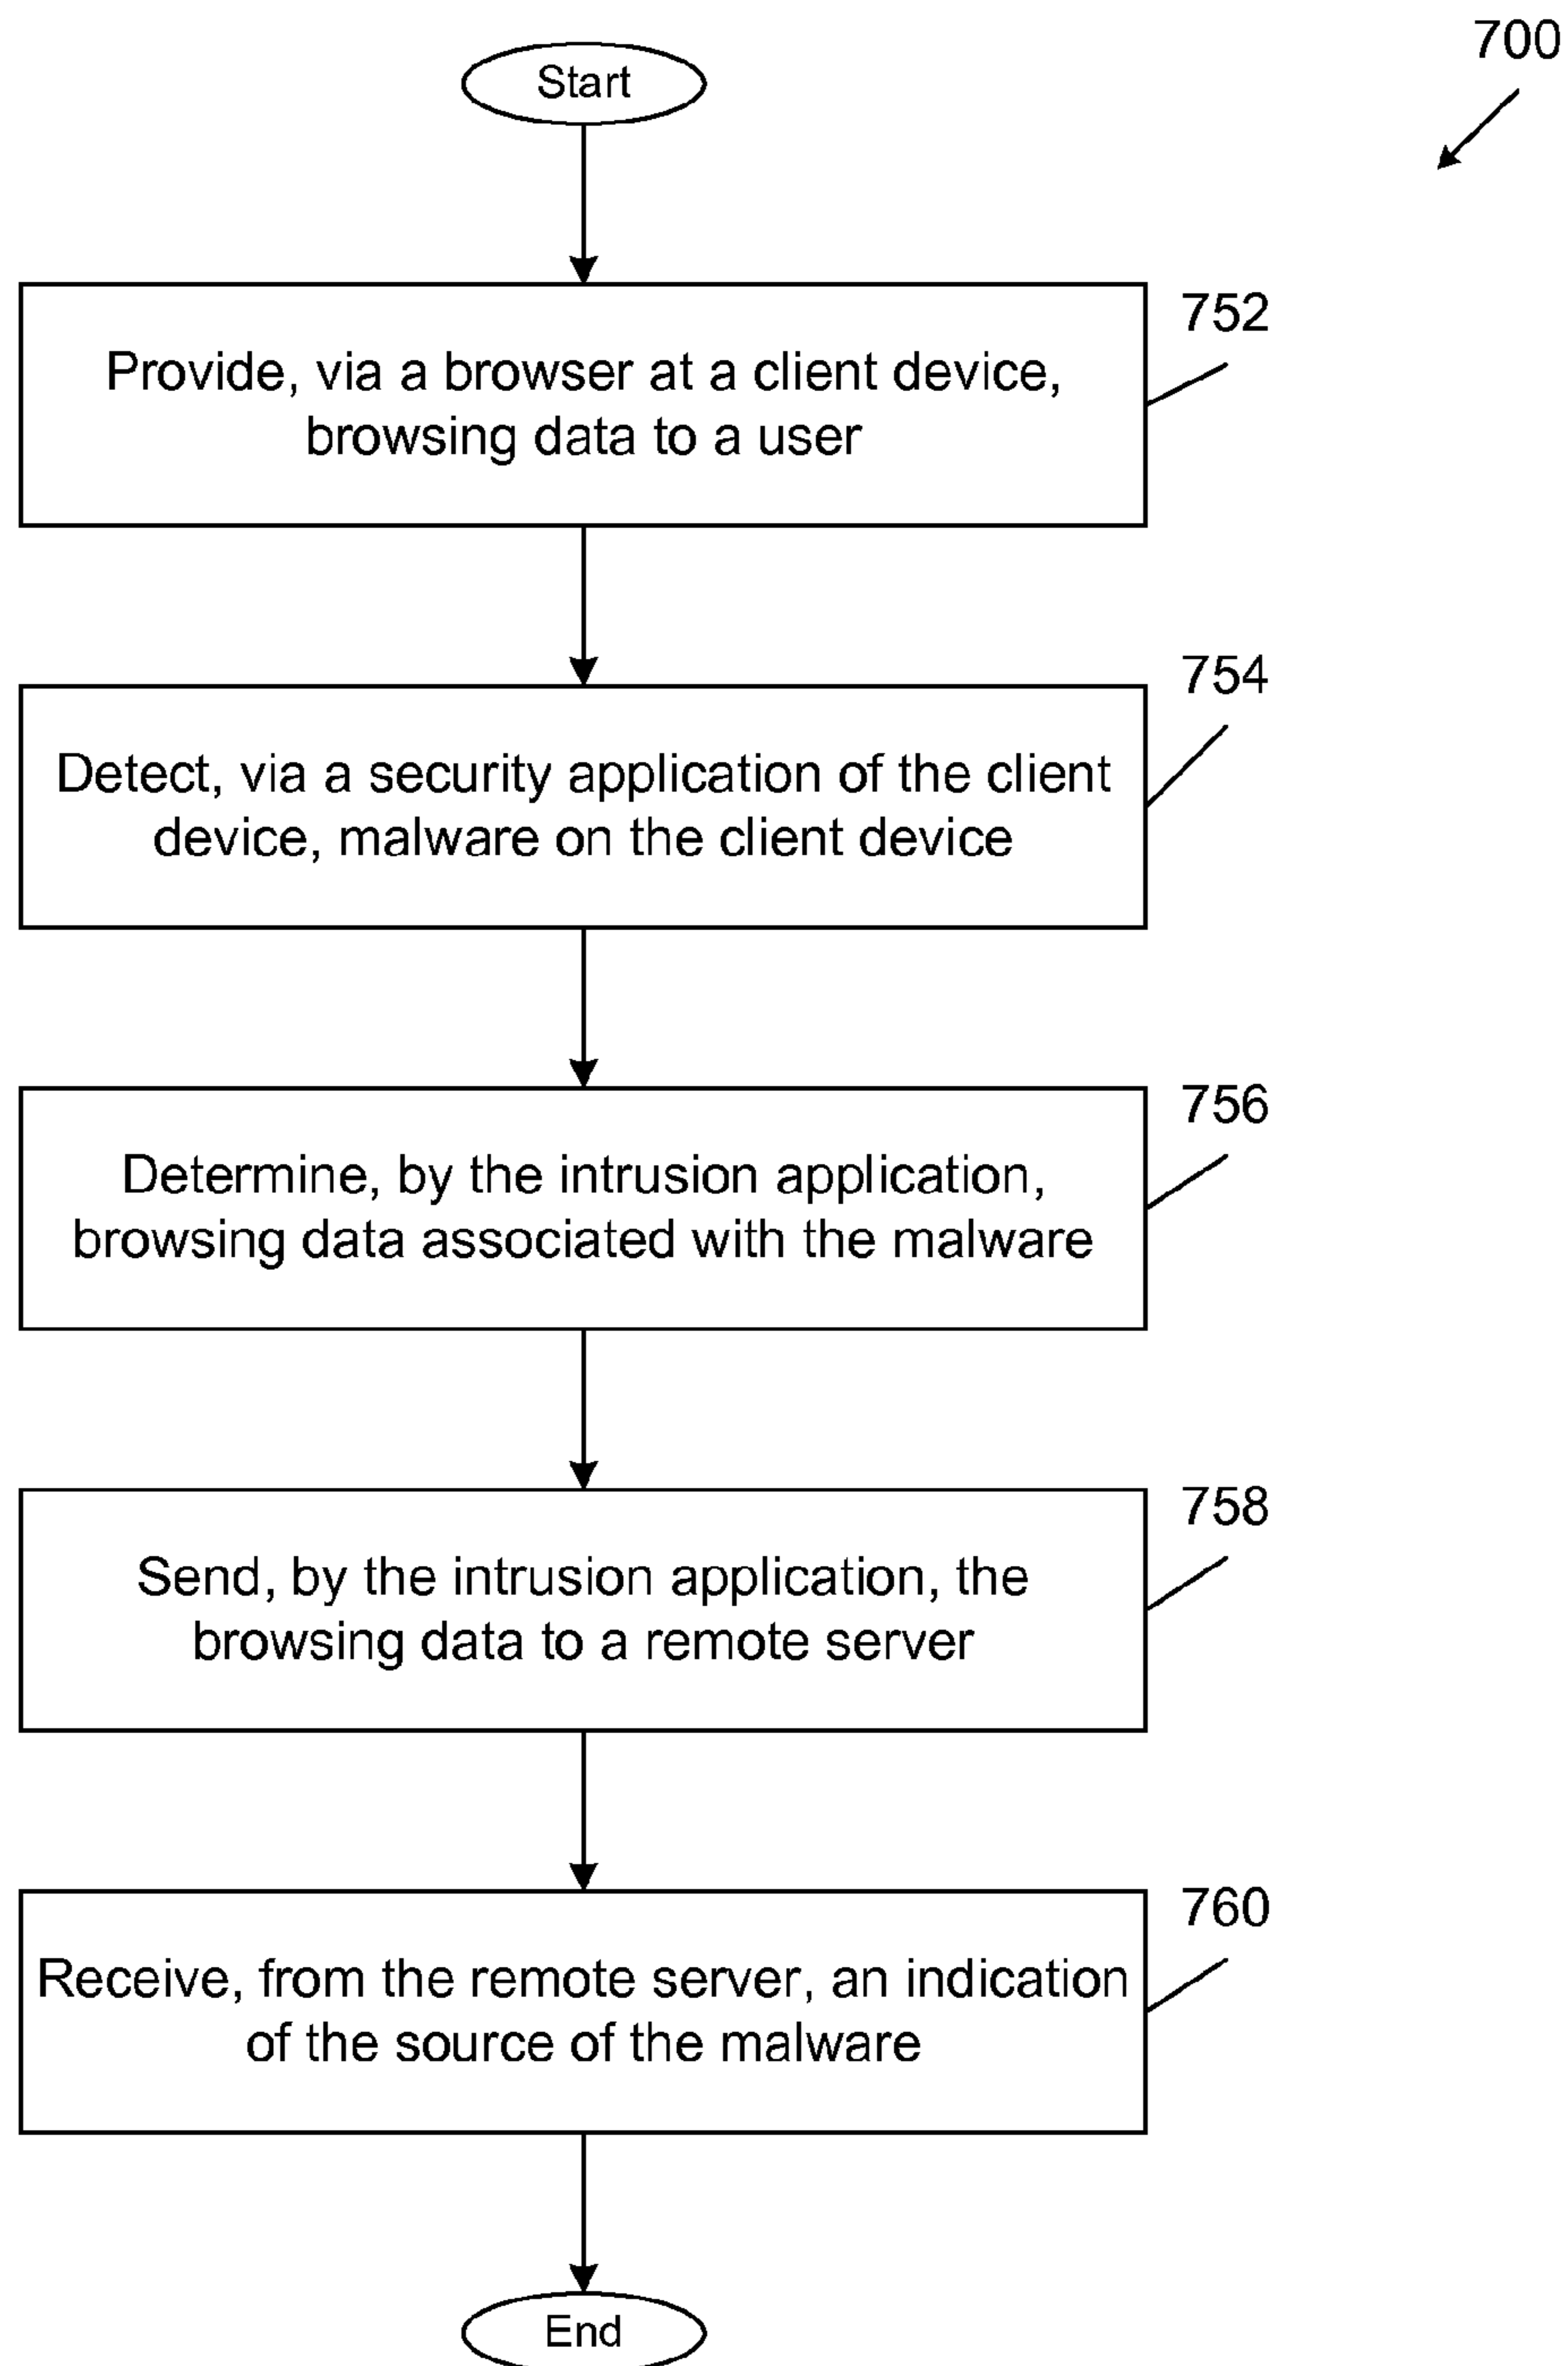 700
Start
752
Provide, via a browser at a client device,
browsing data to a user
754
Detect, via a security application of the client
device, malware on the client device
756
Determine, by the intrusion application,
browsing data associated with the malware
758
Send, by the intrusion application, the
browsing data to a remote server
760
Receive, from the remote server, an indication
of the source of the malware
End